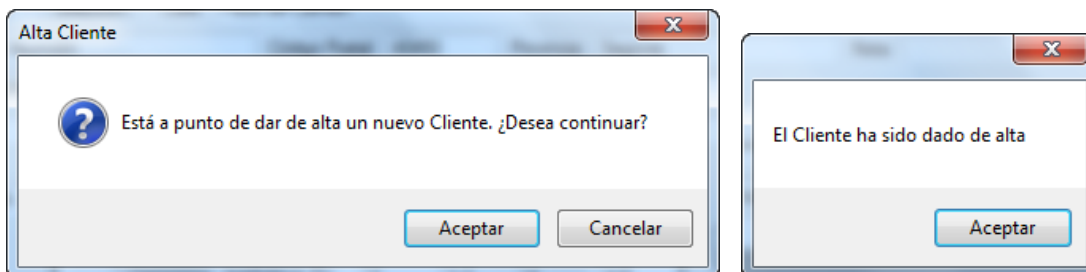 Alta Cliente
Está a punto de dar de alta un nuevo Cliente. ¿Desea continuar?
Aceptar
Cancelar
El Cliente ha sido dado de alta
Aceptar